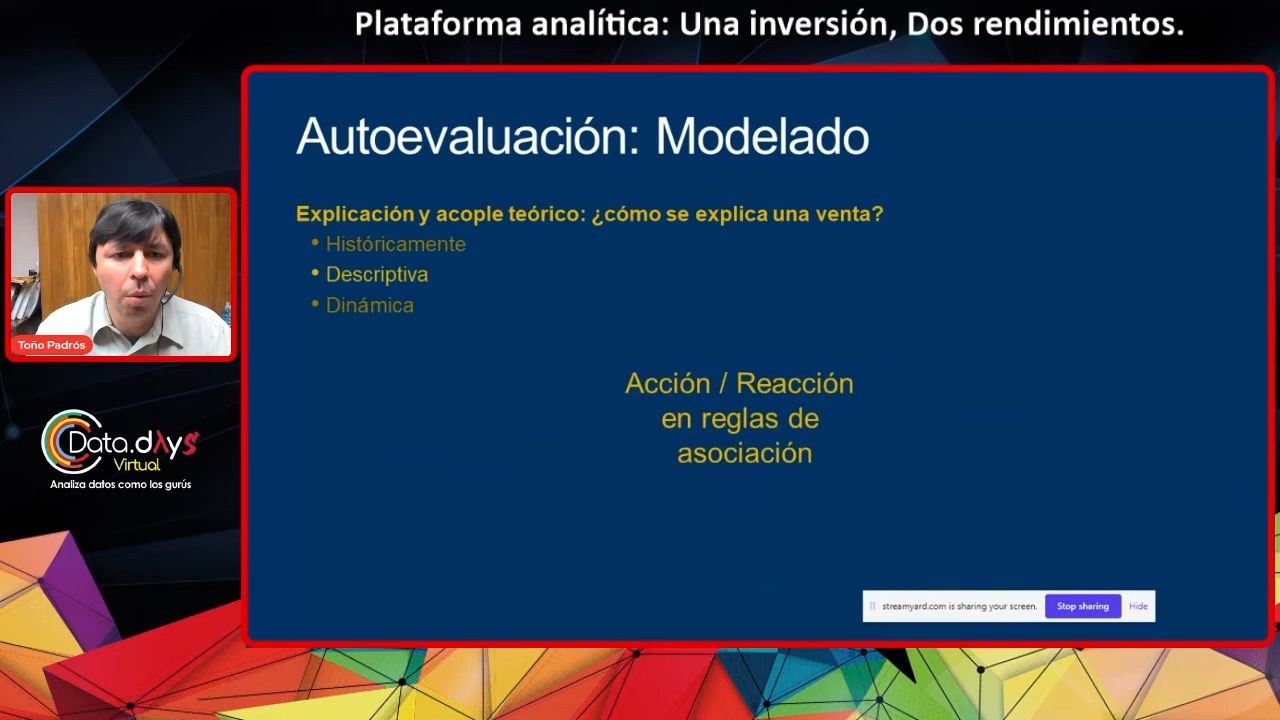 Plataforma analítica: Una inversión, Dos rendimientos.
Autoevaluación: Modelado
Explicación y acople teórico: ¿cómo se explica una venta?
• Históricamente
• Descriptiva
• Dinámica
Acción / Reacción
en reglas de
asociación
Toño Padrós
Data.dAys
Virtual
Analiza datos como los gurús
streamyard.com is sharing your screen. Stop sharing Hide